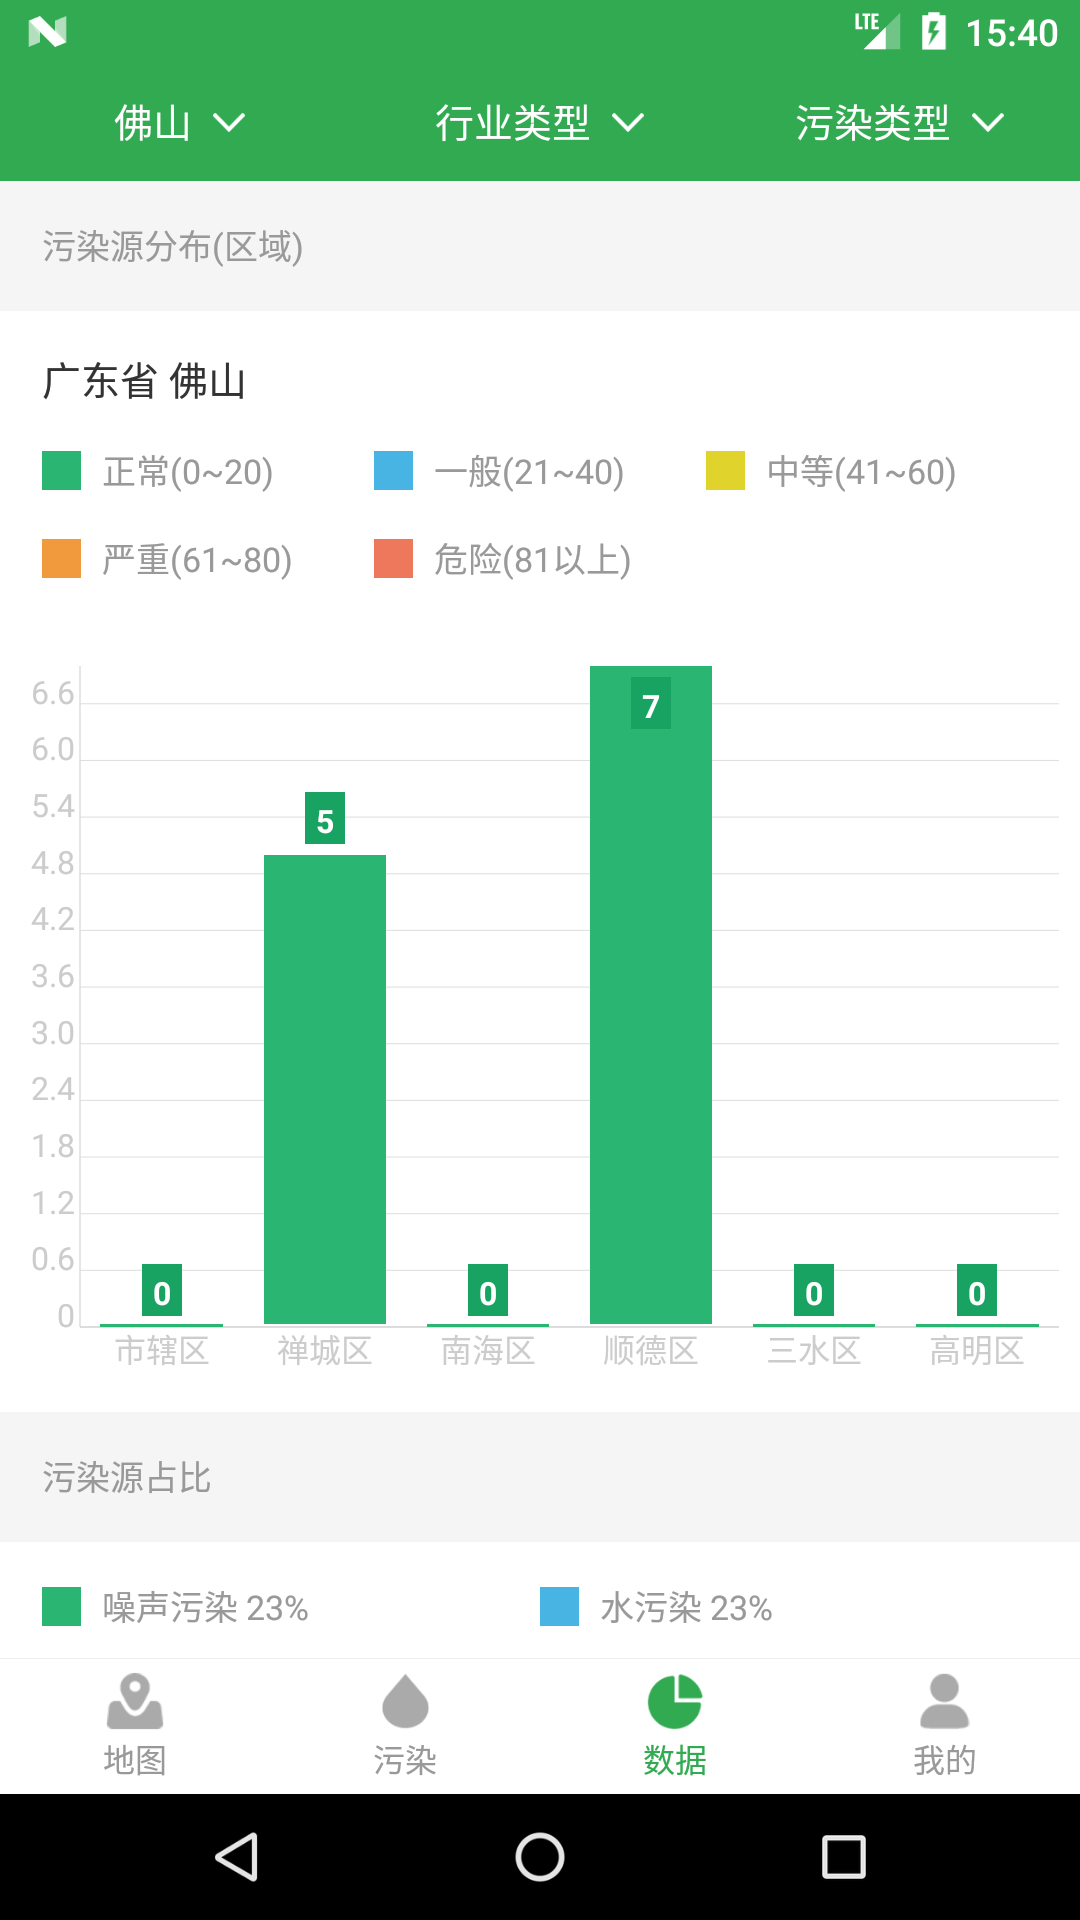 LTE 15:40
佛山 行业类型 污染类型
污染源分布(区域)
广东省 佛山
正常(0~20) 一般(21~40) 中等(41~60)
严重(61~80) 危险(81以上)
6.6
7
6.0
5.4
5
4.8
4.2
3.6
3.0
2.4
1.8
1.2
0.6
0 0 0 0
0
市辖区 禅城区 南海区 顺德区 三水区 高明区
污染源占比
噪声污染 23% 水污染 23%
地图 污染 数据 我的